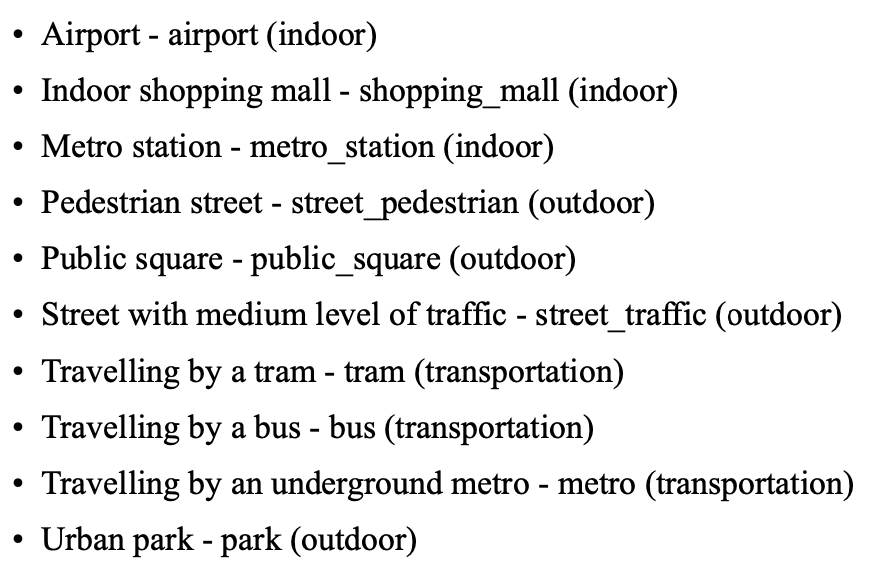 • Airport - airport (indoor)
• Indoor shopping mall - shopping_mall (indoor)
• Metro station - metro_station (indoor)
• Pedestrian street - street_pedestrian (outdoor)
• Public square - public_square (outdoor)
• Street with medium level of traffic - street_traffic (outdoor)
• Travelling by a tram - tram (transportation)
• Travelling by a bus - bus (transportation)
• Travelling by an underground metro - metro (transportation)
• Urban park - park (outdoor)